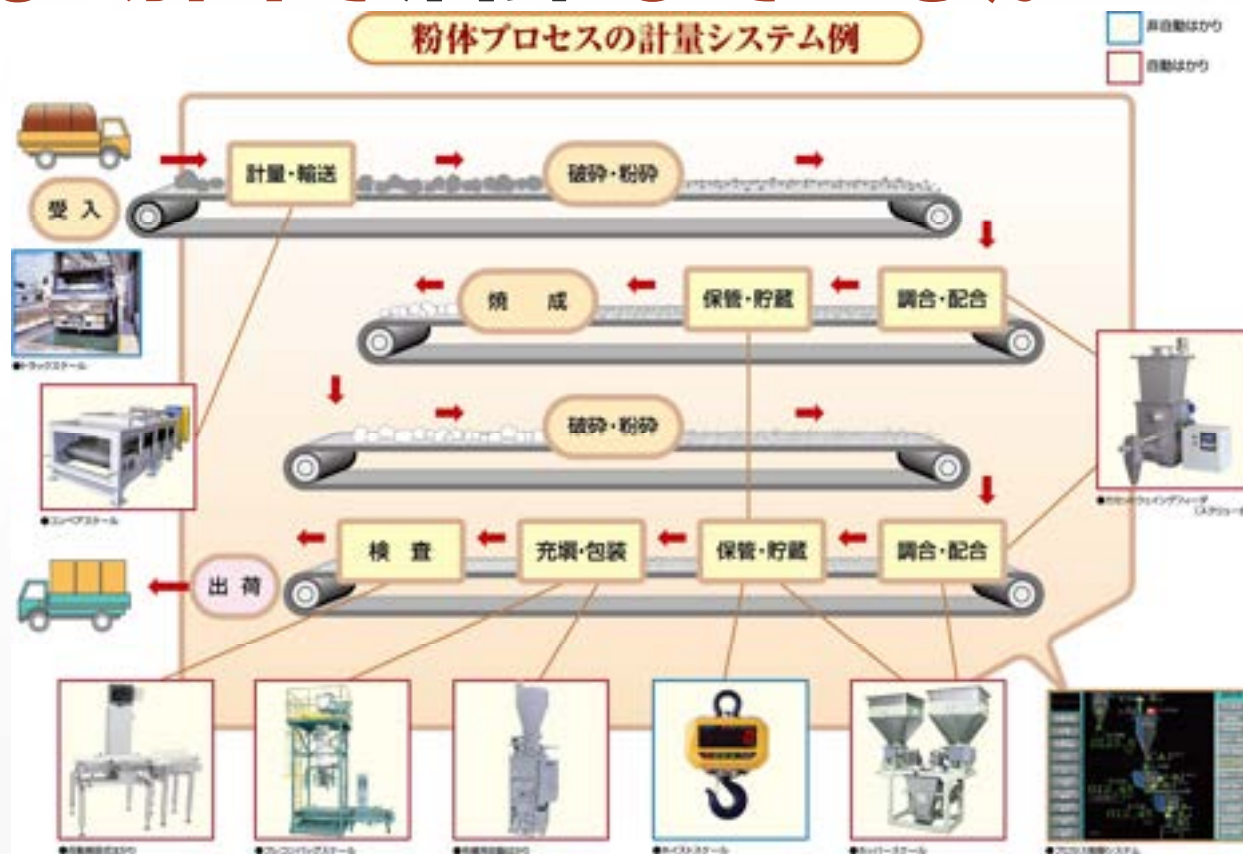 粉体プロセスの計量システム例
非自動はかり
自動はかり
計量・輸送
破砕・粉砕
受 入
焼 成
保管・貯蔵
調合・配合
●トラックスケール
破砕・粉砕
●コンベアスケール
検 査
充填・包装
保管・貯蔵
調合・配合
出 荷
●フレコンバッグスケール
●ホイストスケール
●ホッパースケール